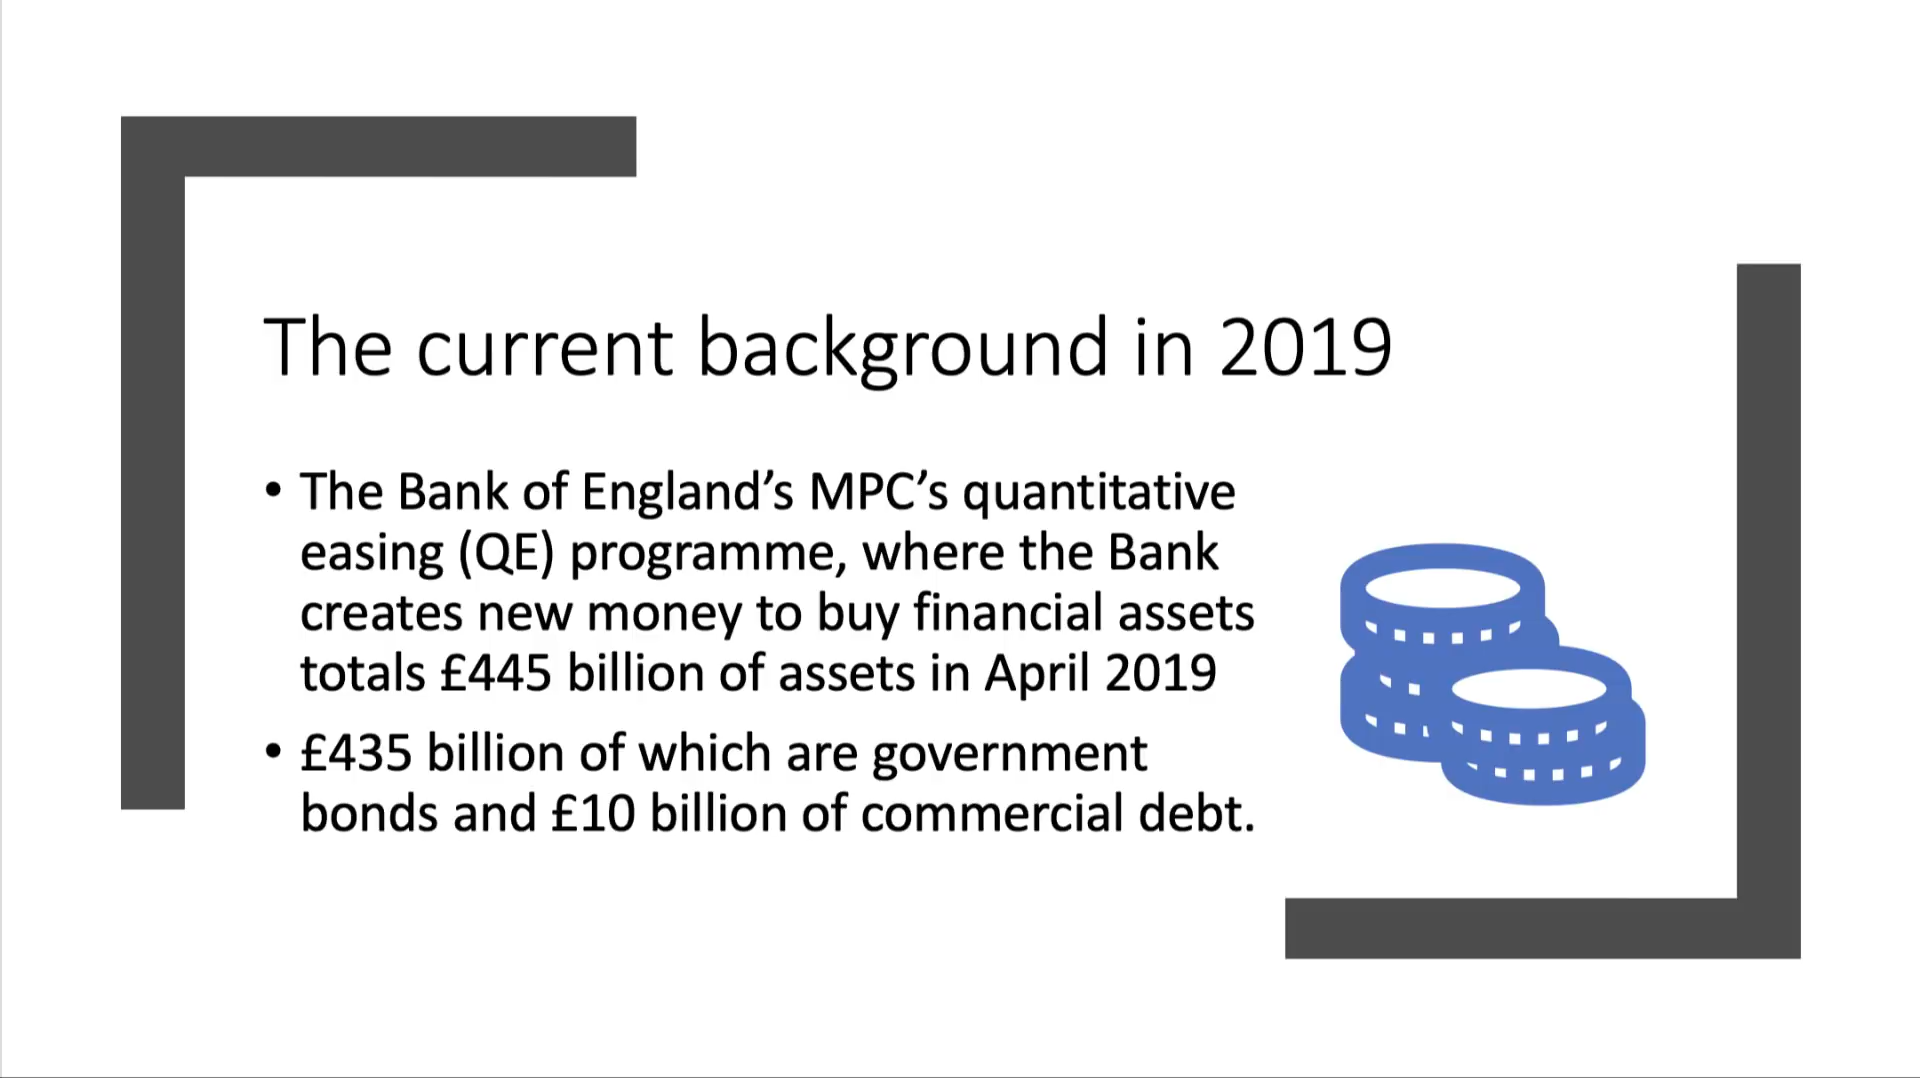 The current background in 2019
• The Bank of England’s MPC’s quantitative
easing (QE) programme, where the Bank
creates new money to buy financial assets
totals £445 billion of assets in April 2019
• £435 billion of which are government
bonds and £10 billion of commercial debt.